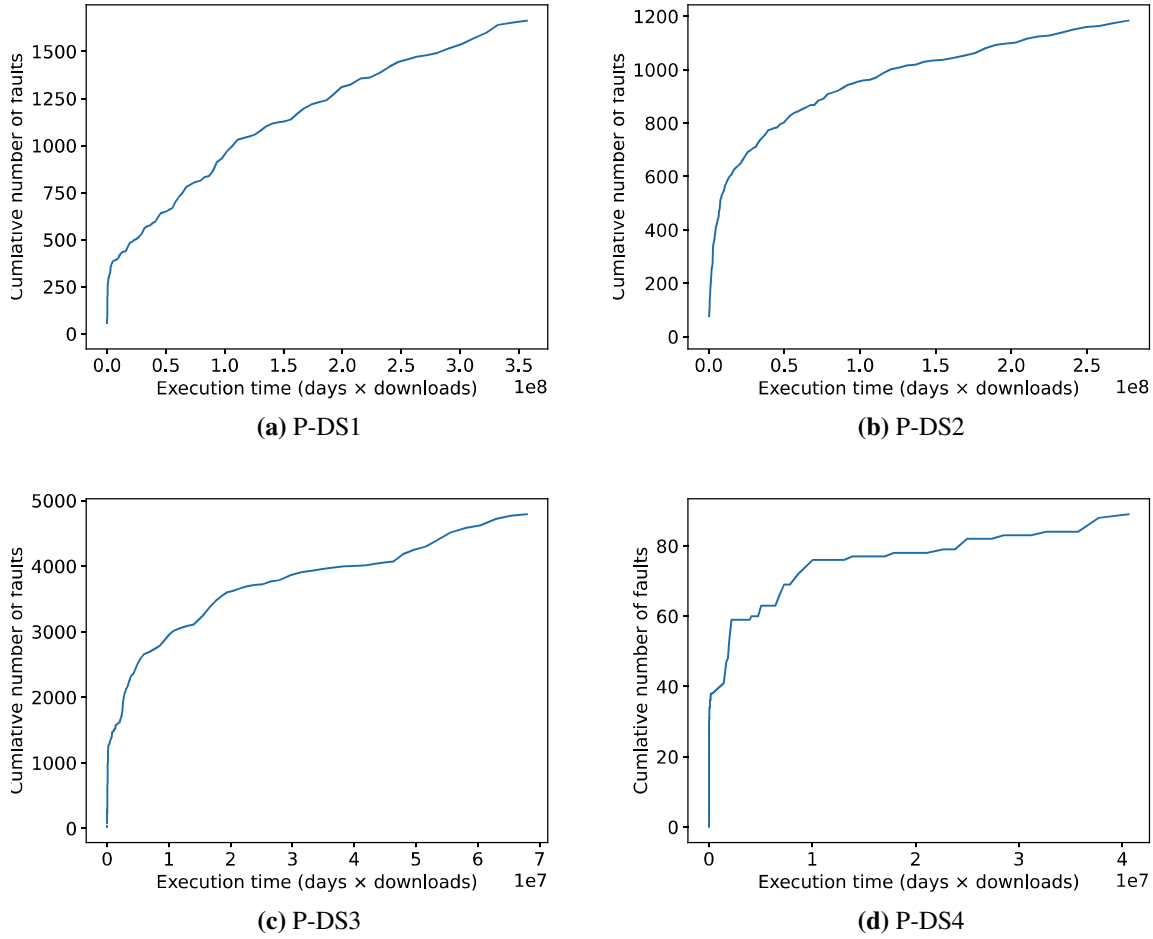 Cumlative number of faults
1500
1250
1000
750
500
250
0
0.0 0.5 1.0 1.5 2.0 2.5 3.0 3.5
1e8
Execution time (days × downloads)
(a) P-DS1
Cumlative number of faults
1200
1000
800
600
400
200
0
0.0 0.5 1.0 1.5 2.0 2.5
1e8
Execution time (days × downloads)
(b) P-DS2
Cumlative number of faults
5000
4000
3000
2000
1000
0
0 1 2 3 4 5 6 7
1e7
Execution time (days × downloads)
(c) P-DS3
Cumlative number of faults
80
60
40
20
0
0 1 2 3 4
1e7
Execution time (days × downloads)
(d) P-DS4